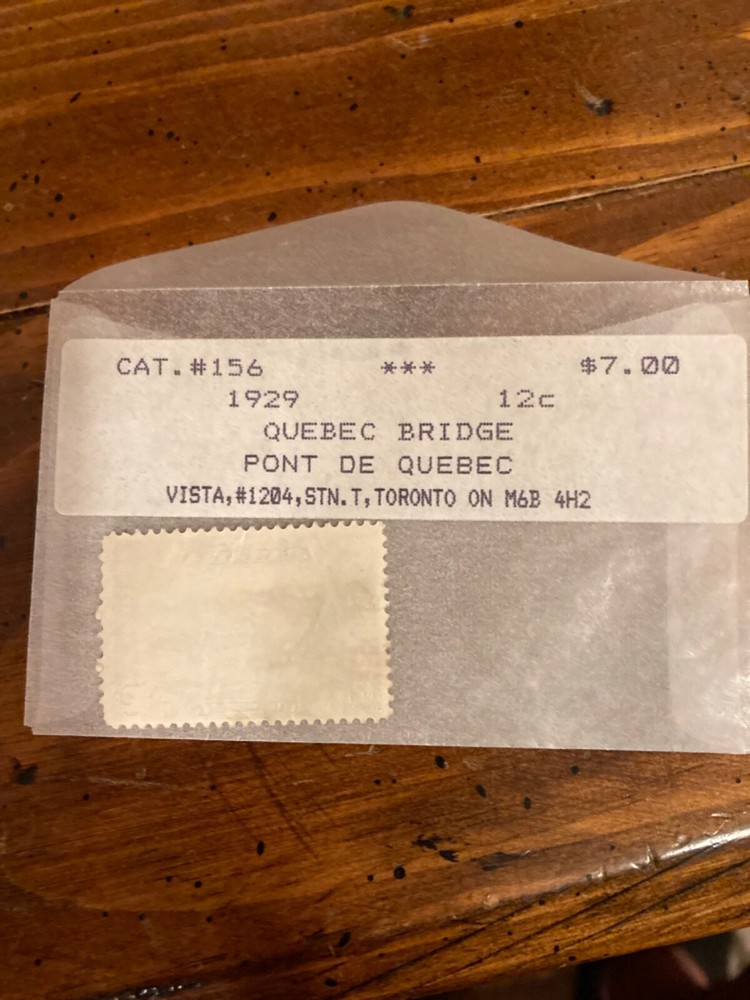 CAT.#156 *** $7.00
1929 12c
QUEBEC BRIDGE
PONT DE QUEBEC
VISTA,#1204,STN.T,TORONTO ON M6B 4H2